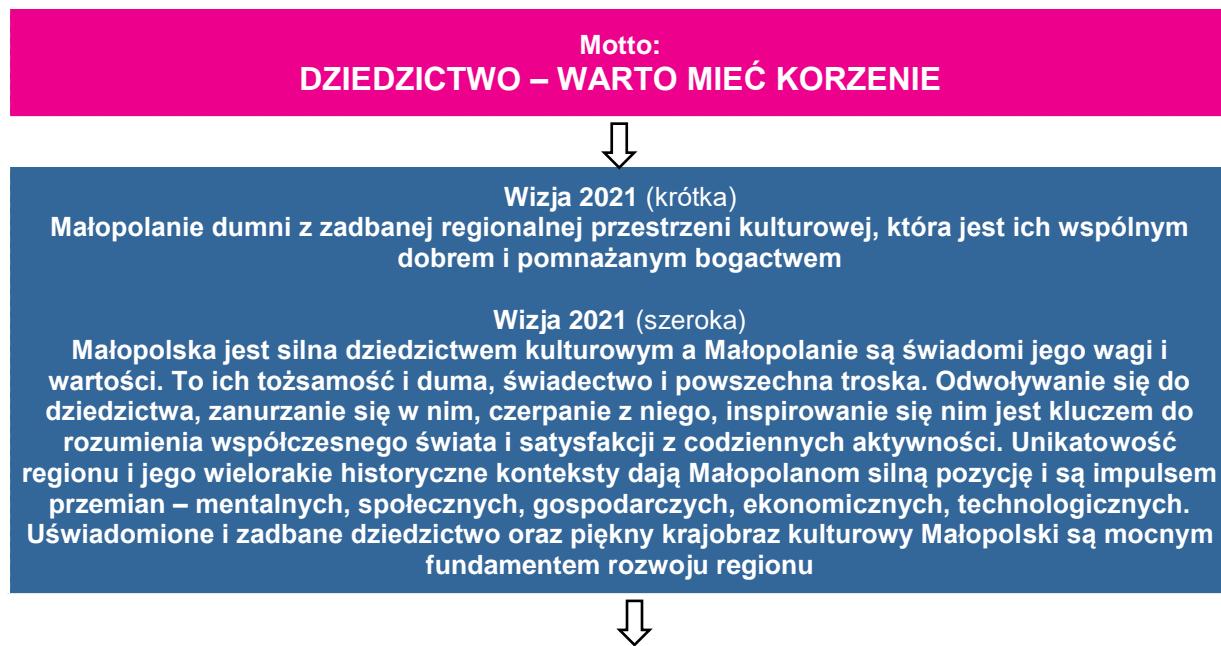 Motto:
DZIEDZICTWO – WARTO MIEĆ KORZENIE
Wizja 2021 (krótka)
Małopolanie dumni z zadbanej regionalnej przestrzeni kulturowej, która jest ich wspólnym
dobrem i pomnażanym bogactwem
Wizja 2021 (szeroka)
Małopolska jest silna dziedzictwem kulturowym a Małopolanie są świadomi jego wagi i
wartości. To ich tożsamość i duma, świadectwo i powszechna troska. Odwoływanie się do
dziedzictwa, zanurzanie się w nim, czerpanie z niego, inspirowanie się nim jest kluczem do
rozumienia współczesnego świata i satysfakcji z codziennych aktywności. Unikatowość
regionu i jego wielorakie historyczne konteksty dają Małopolanom silną pozycję i są impulsem
przemian – mentalnych, społecznych, gospodarczych, ekonomicznych, technologicznych.
Uświadomione i zadbane dziedzictwo oraz piękny krajobraz kulturowy Małopolski są mocnym
fundamentem rozwoju regionu